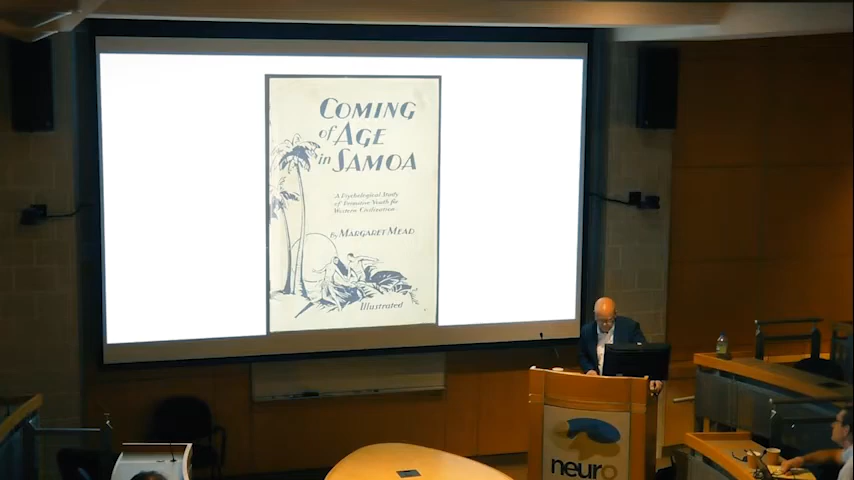 COMING
of AGE
in SAMOA
A Psychological Study
of Primitive Youth for
Western Civilisation
By MARGARET MEAD
Illustrated
neuro